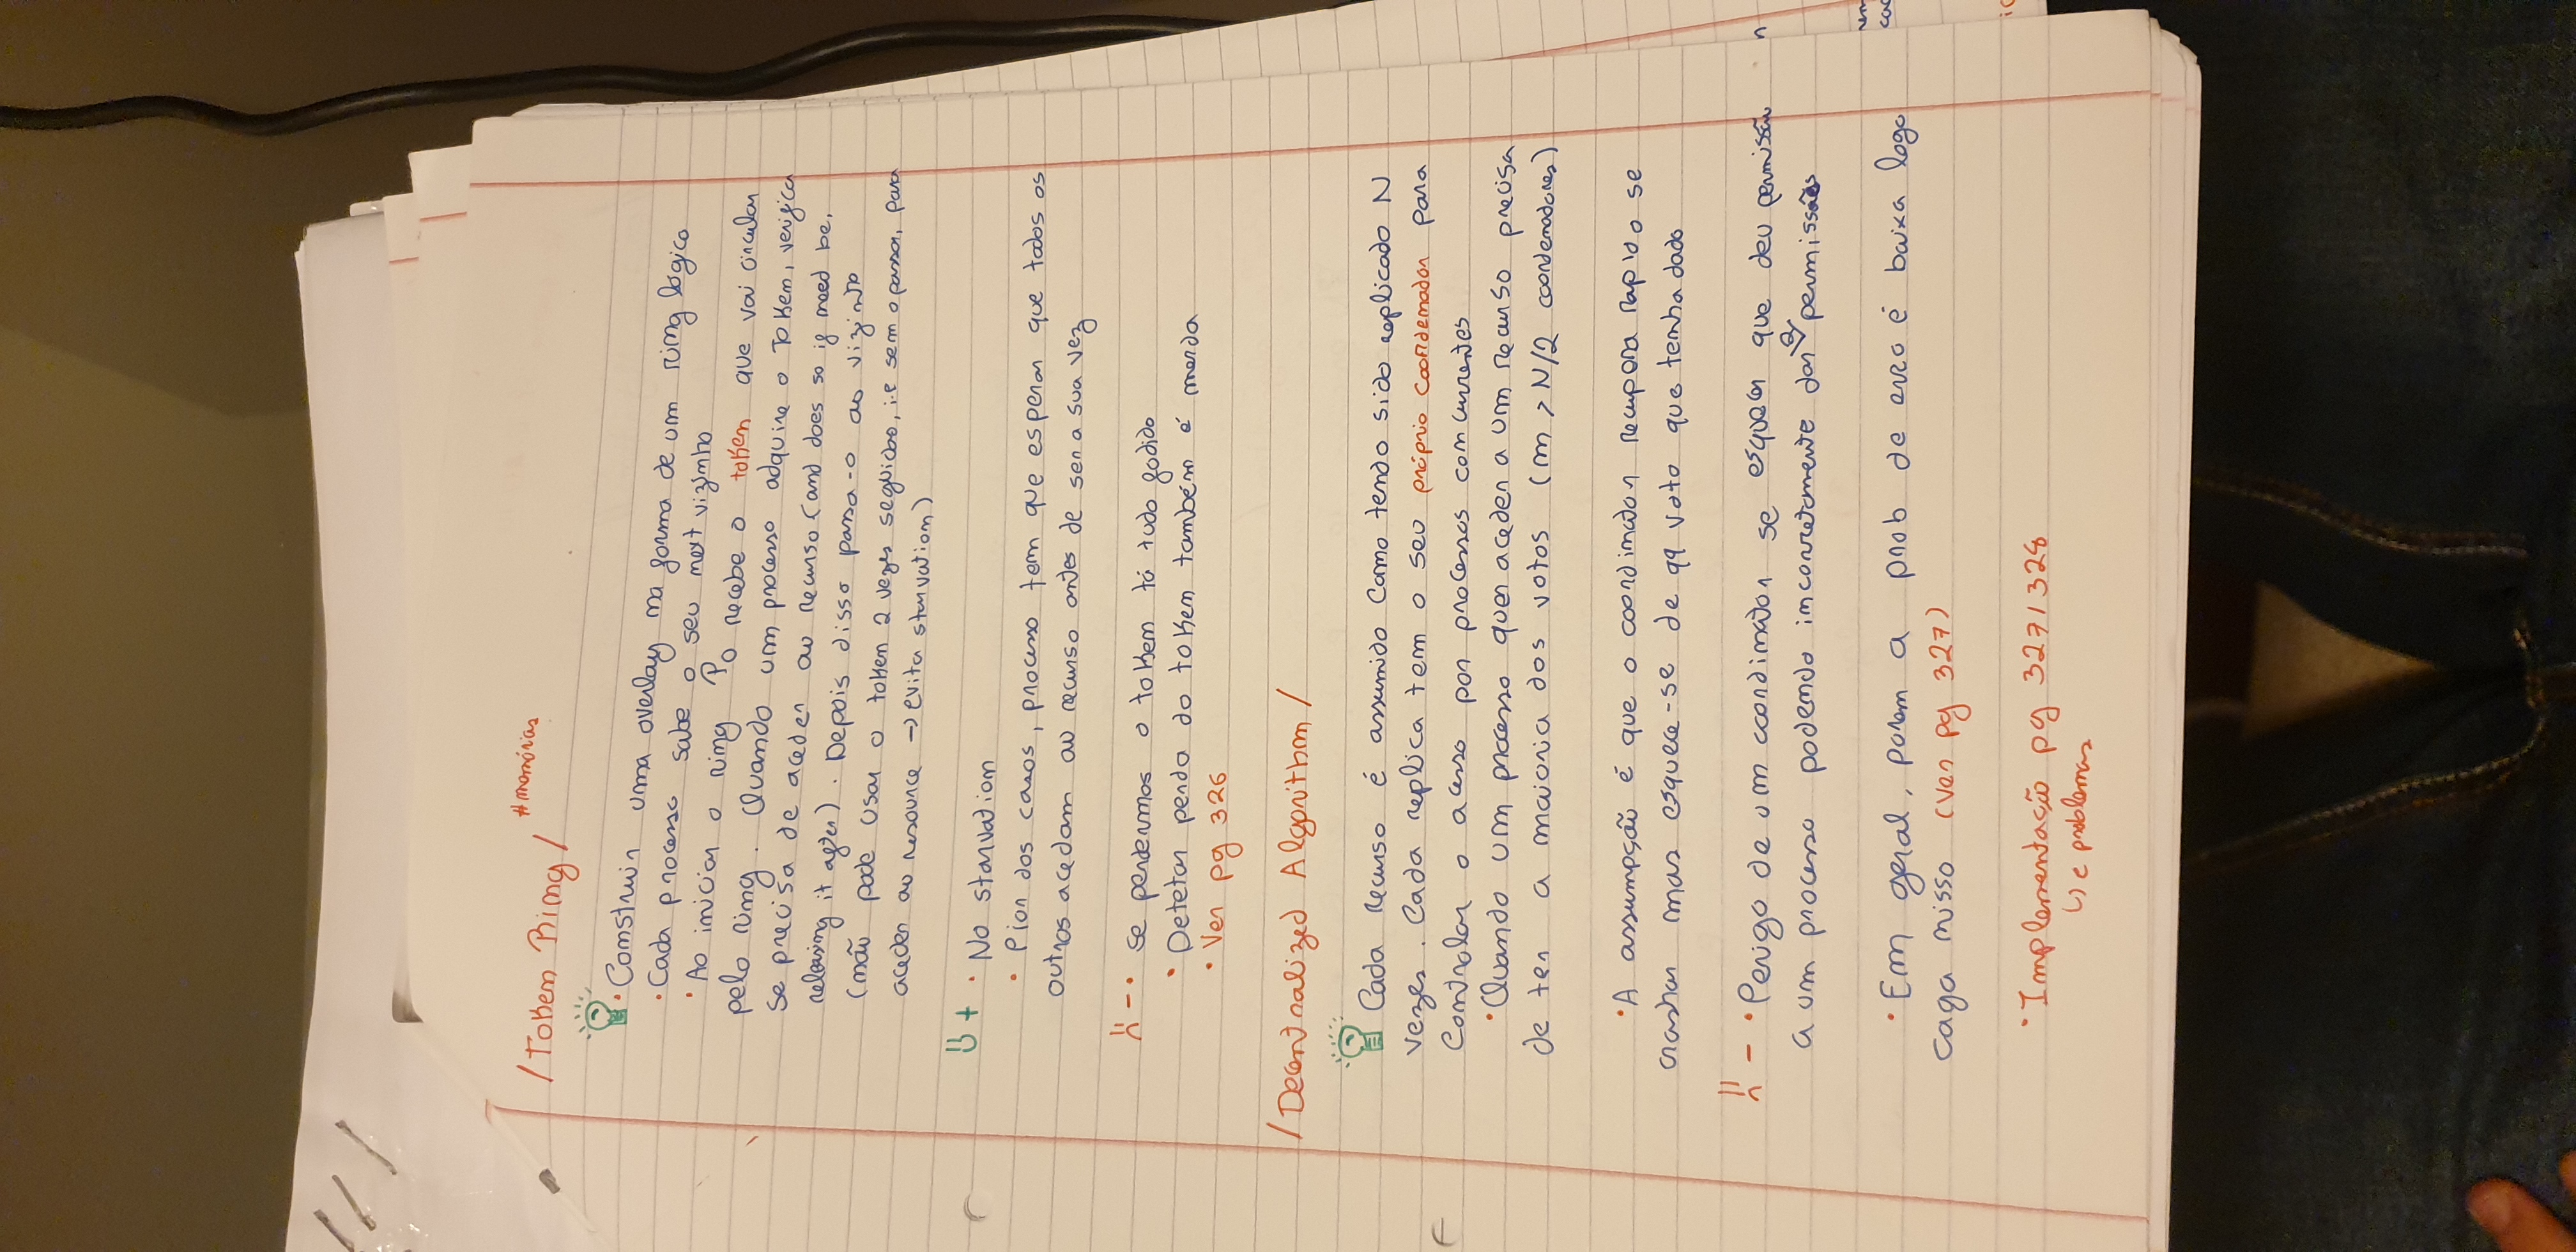 /Token Ring/ #memórias
• Construir uma overlay na forma de um ring lógico
• Cada processo sabe o seu next vizinho
• Ao iniciar o ring P0 recebe o token que vai circular
pelo ring. Quando um processo adquire o Token, verifica
se precisa de aceder ao recurso (and does so if need be,
releasing it after). Depois disso passa-o ao vizinho
(não pode usar o token 2 vezes seguidas, i.e sem o passar, para
aceder ao resource → evita starvation)
+ • No starvation
• Pior dos casos, processo tem que esperar que todos os
outros acedam ao recurso antes de ser a sua vez
- • se perdermos o token tá tudo fodido
• Detetar perda do token também é merda
• Ver pg 326
/Decentralized Algorithm/
Cada recurso é assumido como tendo sido replicado N
vezes. Cada replica tem o seu próprio coordenador para
controlar o acesso por processos concurrentes
• Quando um processo quer aceder a um recurso precisa
de ter a maioria dos votos (m > N/2 coordenadores)
• A assumpção é que o coordinator recupera rapido se
crashar mas esquece-se de qq voto que tenha dado
- • Perigo de um coordinator se esquecer que deu permissão
a um processo podendo incorretamente dar 2 permissões
• Em geral, porem a prob de erro é baixa logo
caga nisso (ver pg 327)
• Implementação pg 327/328
↳ e problemas